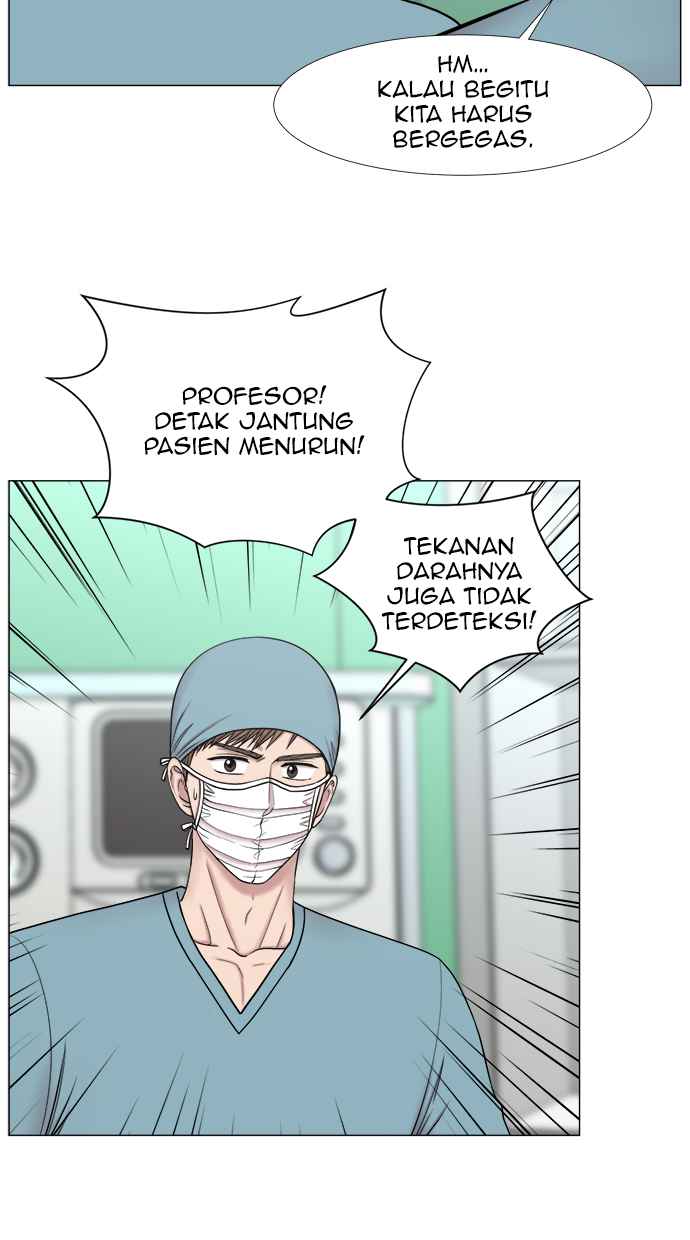 HM...
KALAU BEGITU
KITA HARUS
BERGEGAS.
PROFESOR!
DETAK JANTUNG
PASIEN MENURUN!
TEKANAN
DARAHNYA
JUGA TIDAK
TERDETEKSI!